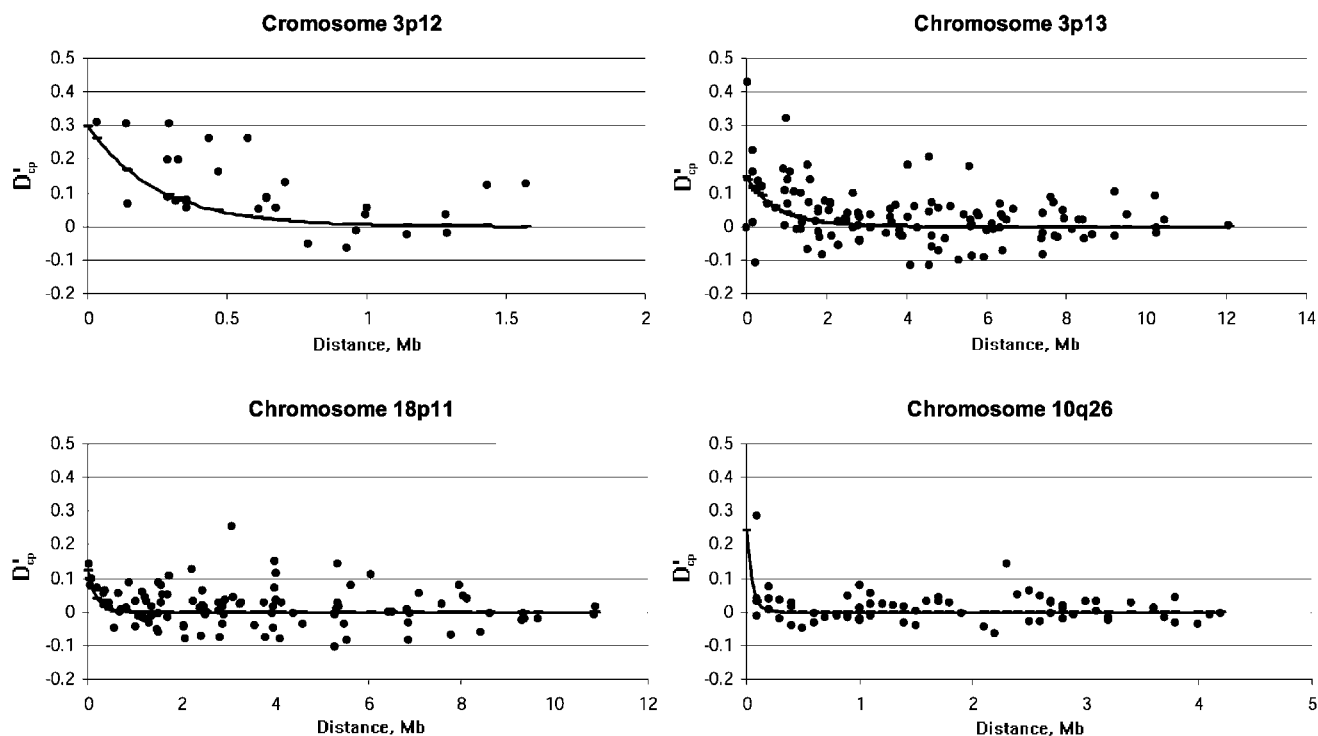 Cromosome 3p12
0.5
0.4
0.3
0.2
0.1
0
-0.1
-0.2
D'cp
0 0.5 1 1.5 2
Distance, Mb
Chromosome 3p13
0.5
0.4
0.3
0.2
0.1
0
-0.1
-0.2
D'cp
0 2 4 6 8 10 12 14
Distance, Mb
Chromosome 18p11
0.5
0.4
0.3
0.2
0.1
0
-0.1
-0.2
D'cp
0 2 4 6 8 10 12
Distance, Mb
Chromosome 10q26
0.5
0.4
0.3
0.2
0.1
0
-0.1
-0.2
D'cp
0 1 2 3 4 5
Distance, Mb